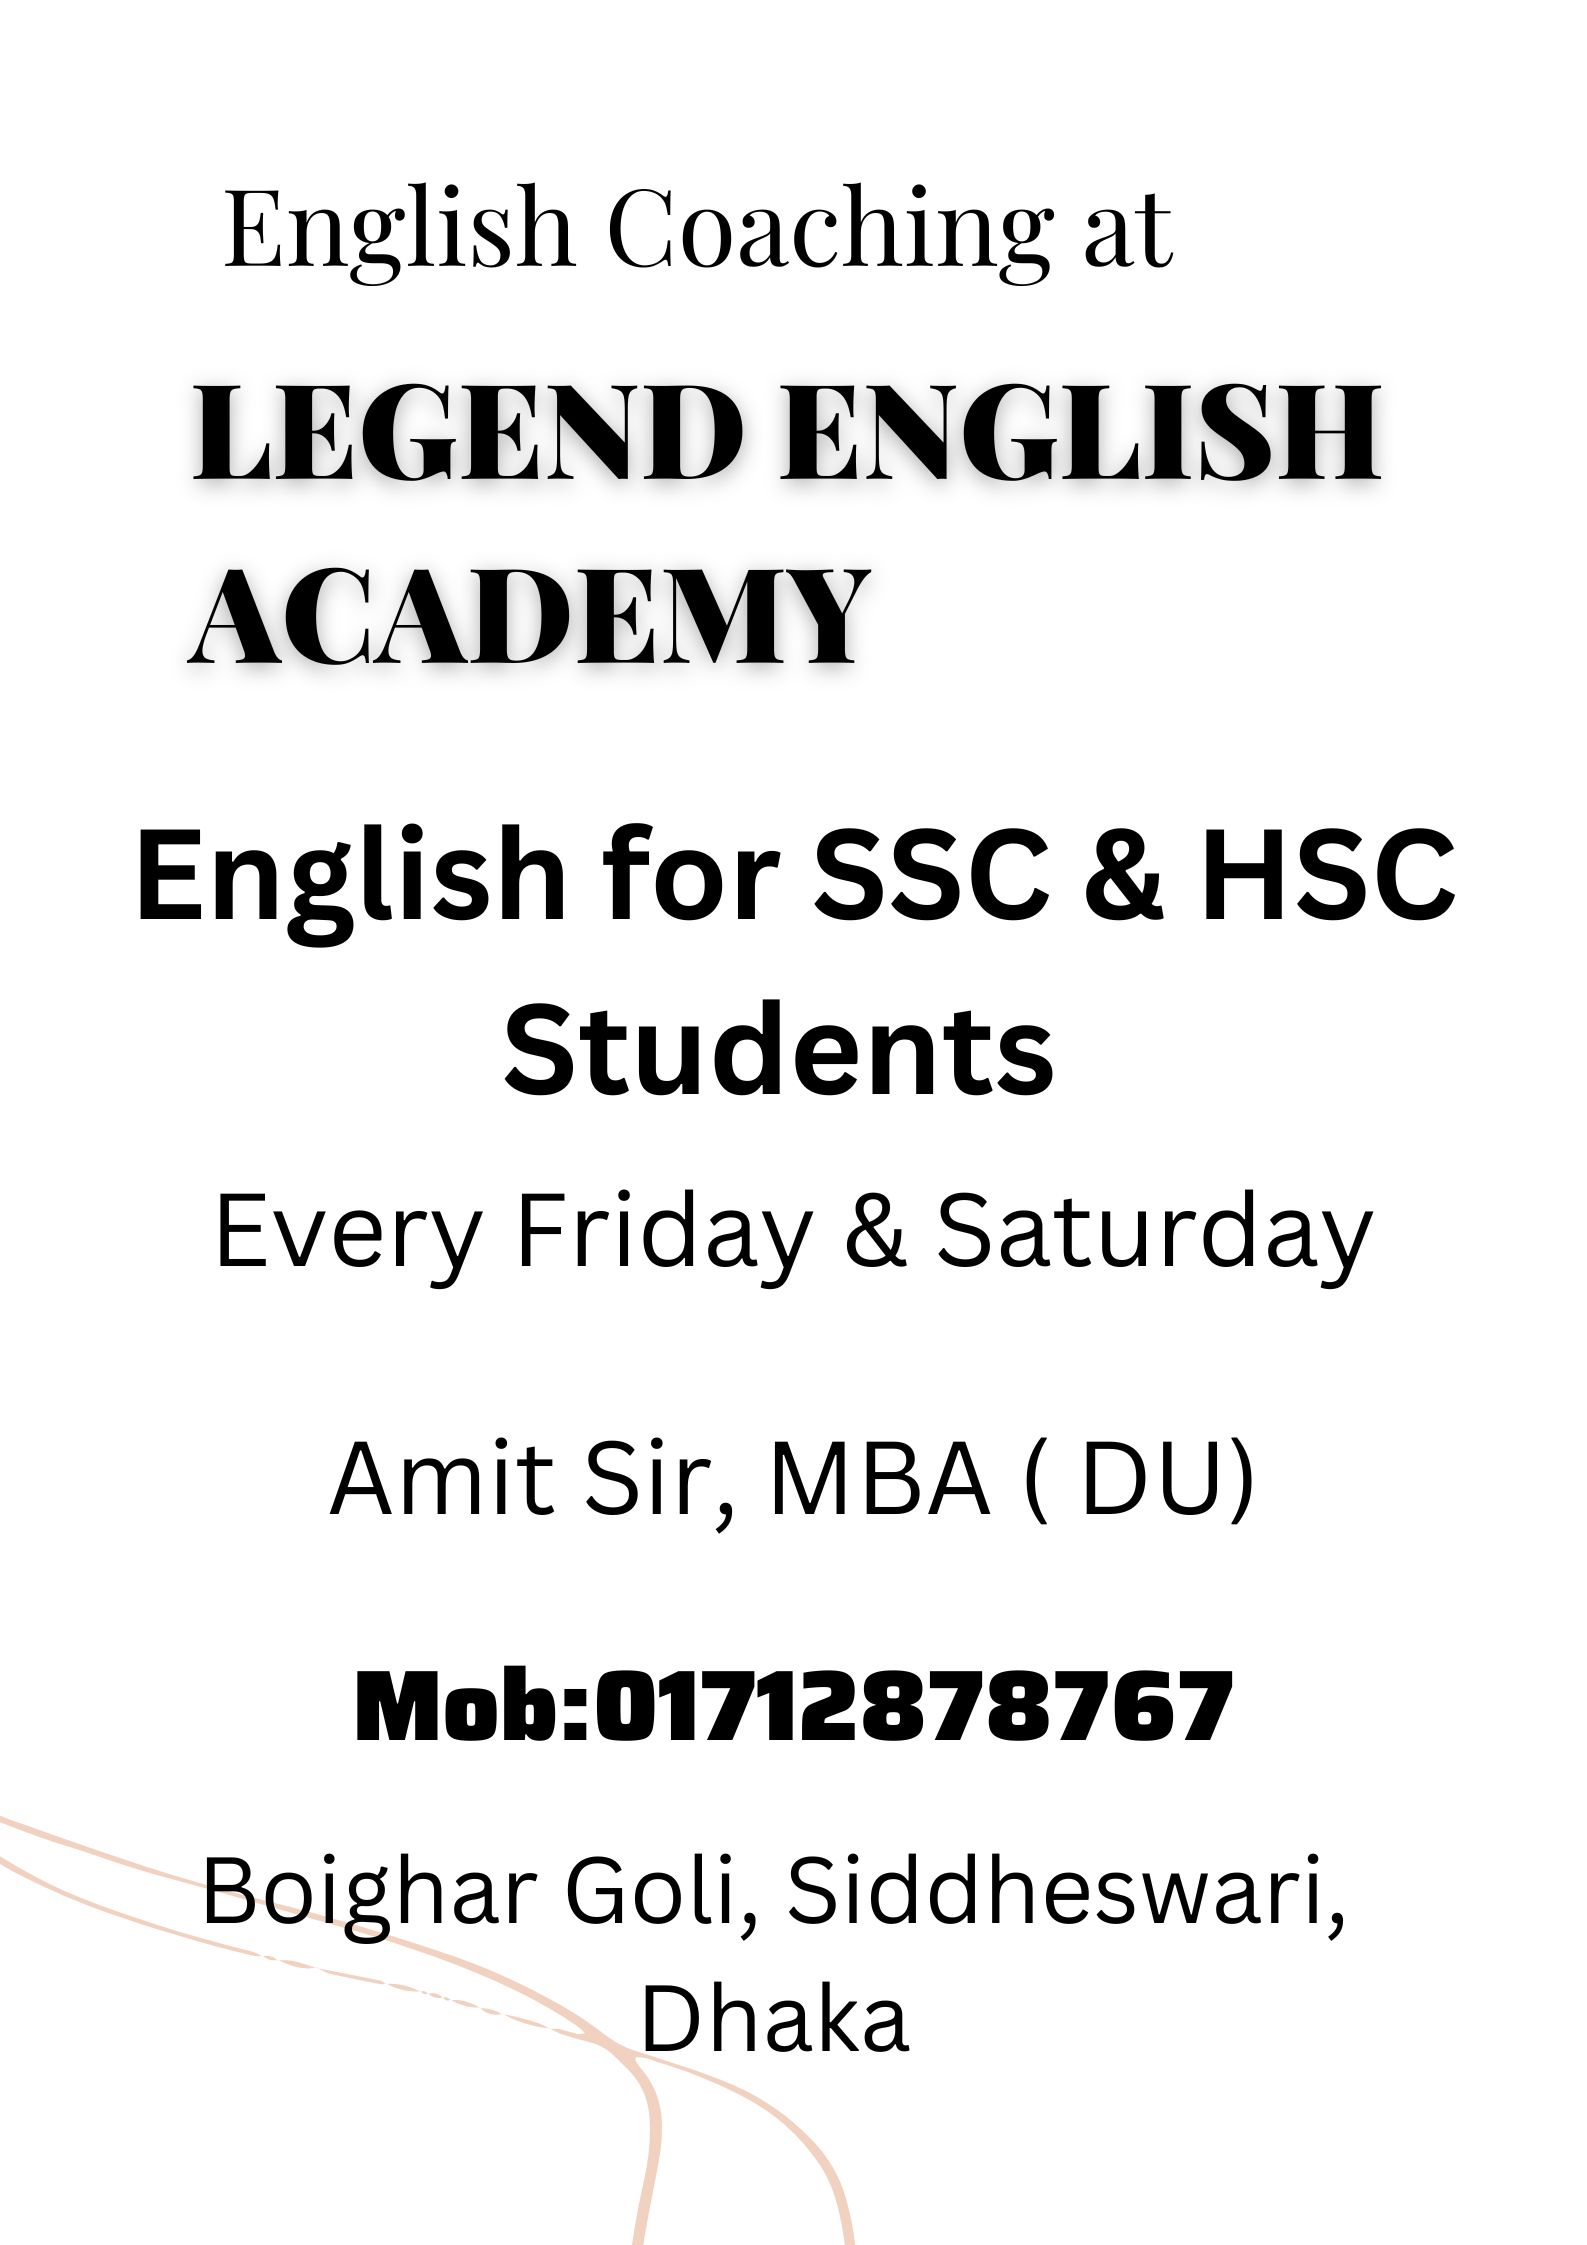 English Coaching at
LEGEND ENGLISH
ACADEMY
English for SSC & HSC
Students
Every Friday & Saturday
Amit Sir, MBA ( DU)
Mob:01712878767
Boighar Goli, Siddheswari,
Dhaka